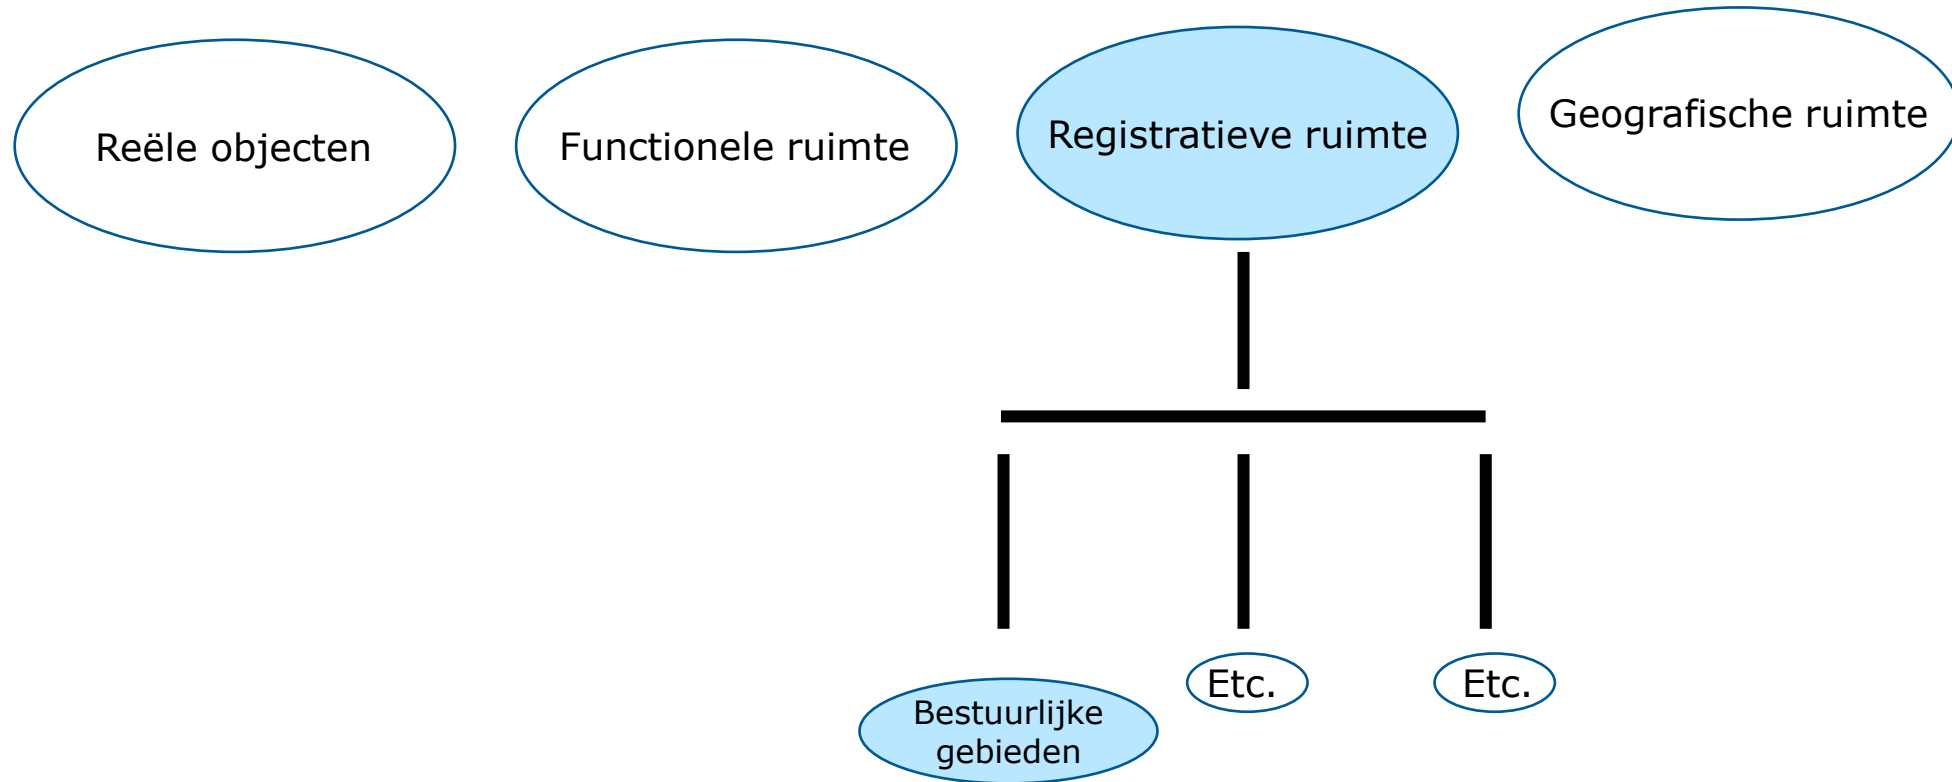 Reële objecten
Functionele ruimte
Registratieve ruimte
Geografische ruimte
Bestuurlijke
gebieden
Etc.
Etc.